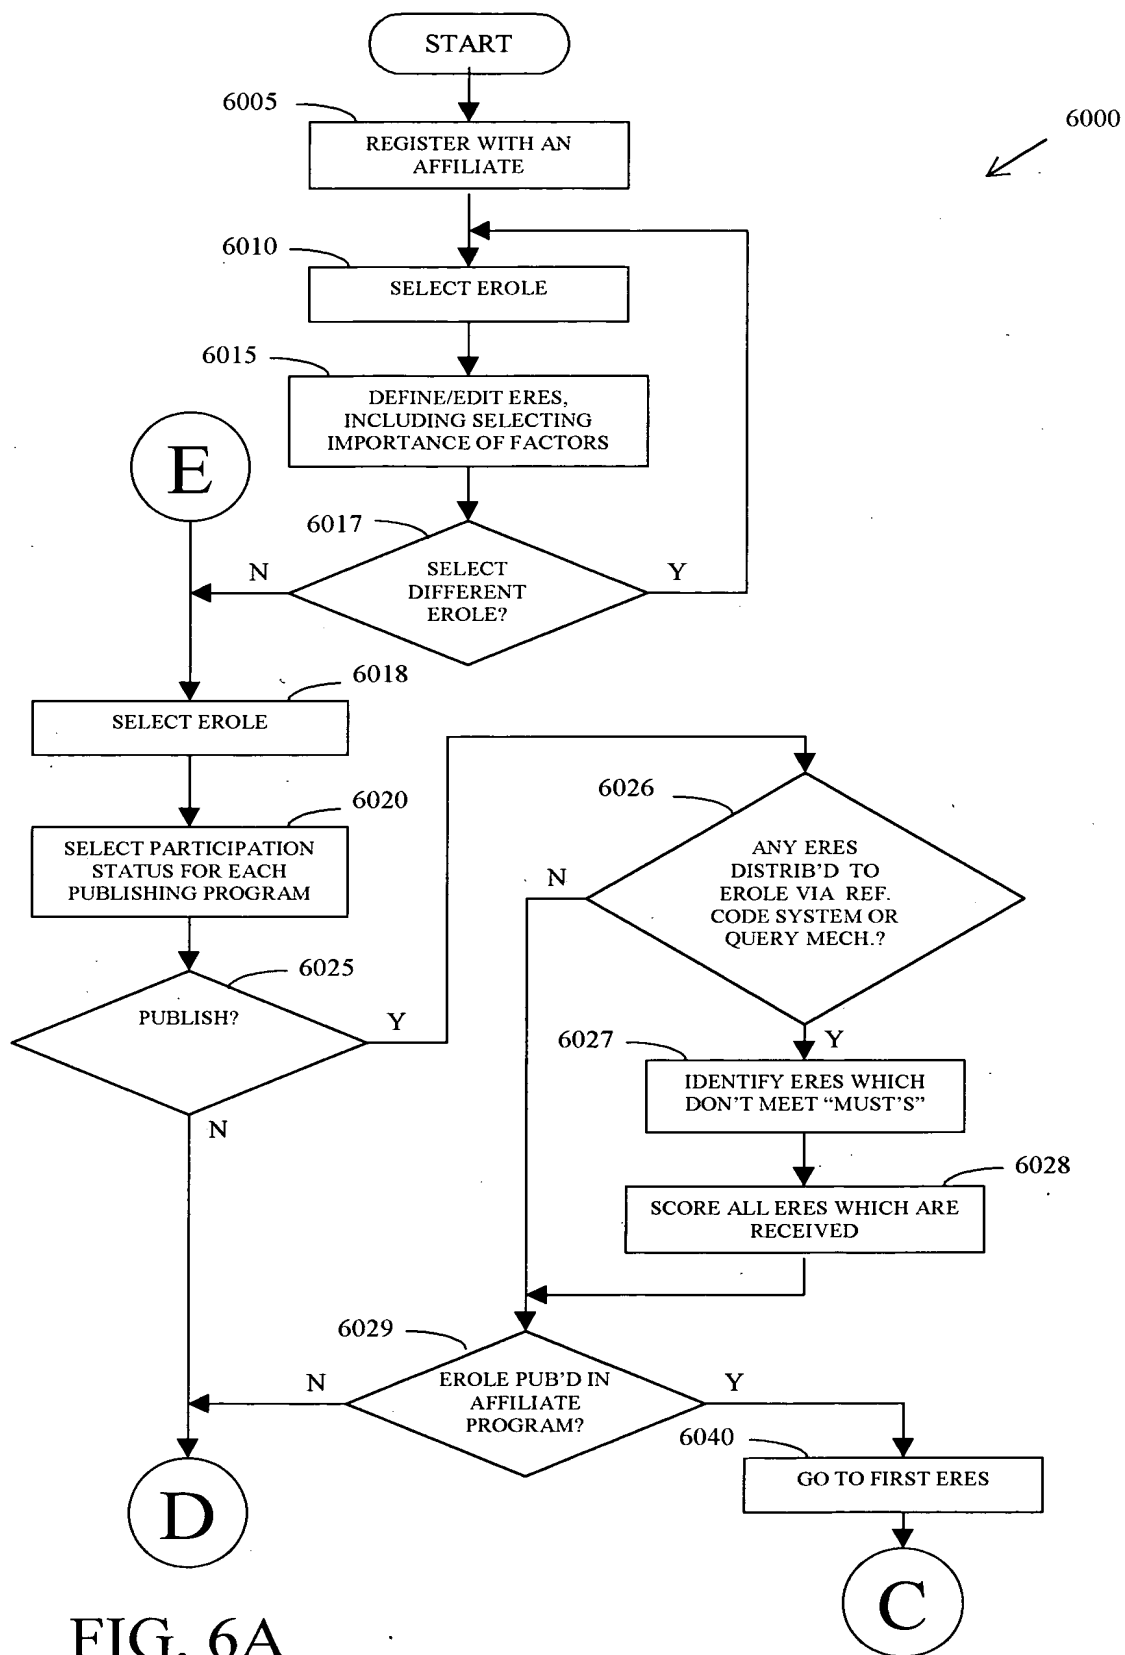 START
6005
REGISTER WITH AN
AFFILIATE
6000
6010
SELECT EROLE
6015
DEFINE/EDIT ERES,
INCLUDING SELECTING
IMPORTANCE OF FACTORS
E
6017
SELECT
DIFFERENT
EROLE?
N
Y
6018
SELECT EROLE
6020
SELECT PARTICIPATION
STATUS FOR EACH
PUBLISHING PROGRAM
6025
PUBLISH?
Y
N
6026
ANY ERES
DISTRIB'D TO
EROLE VIA REF.
CODE SYSTEM OR
QUERY MECH.?
N
Y
6027
IDENTIFY ERES WHICH
DON'T MEET “MUST'S”
6028
SCORE ALL ERES WHICH ARE
RECEIVED
6029
EROLE PUB'D IN
AFFILIATE
PROGRAM?
N
Y
6040
GO TO FIRST ERES
D
C
FIG. 6A